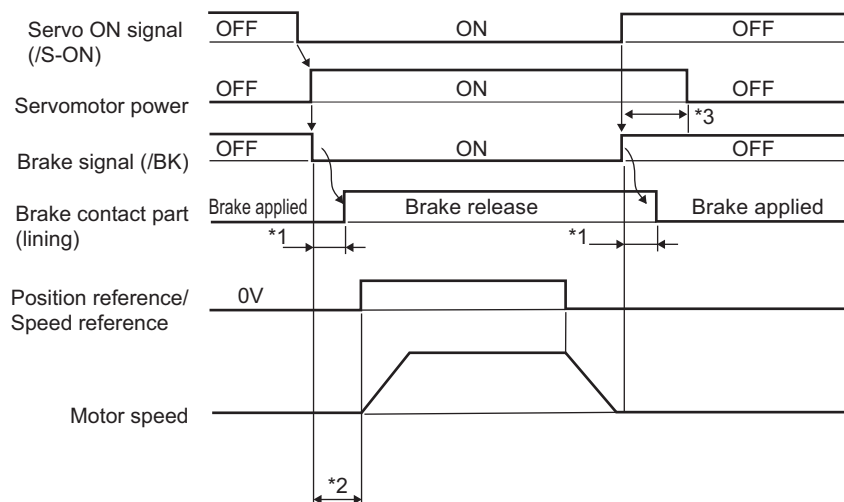 Servo ON signal
(/S-ON)
OFF
ON
OFF
Servomotor power
OFF
ON
*3
OFF
Brake signal (/BK)
OFF
ON
OFF
Brake contact part
(lining)
Brake applied
Brake release
Brake applied
*1
*1
Position reference/
Speed reference
0V
Motor speed
*2